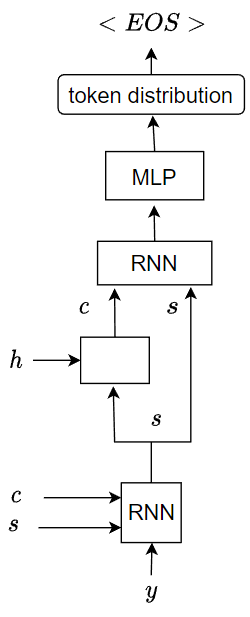 < EOS >
token distribution
MLP
RNN
c s
h
s
c
RNN
s
y